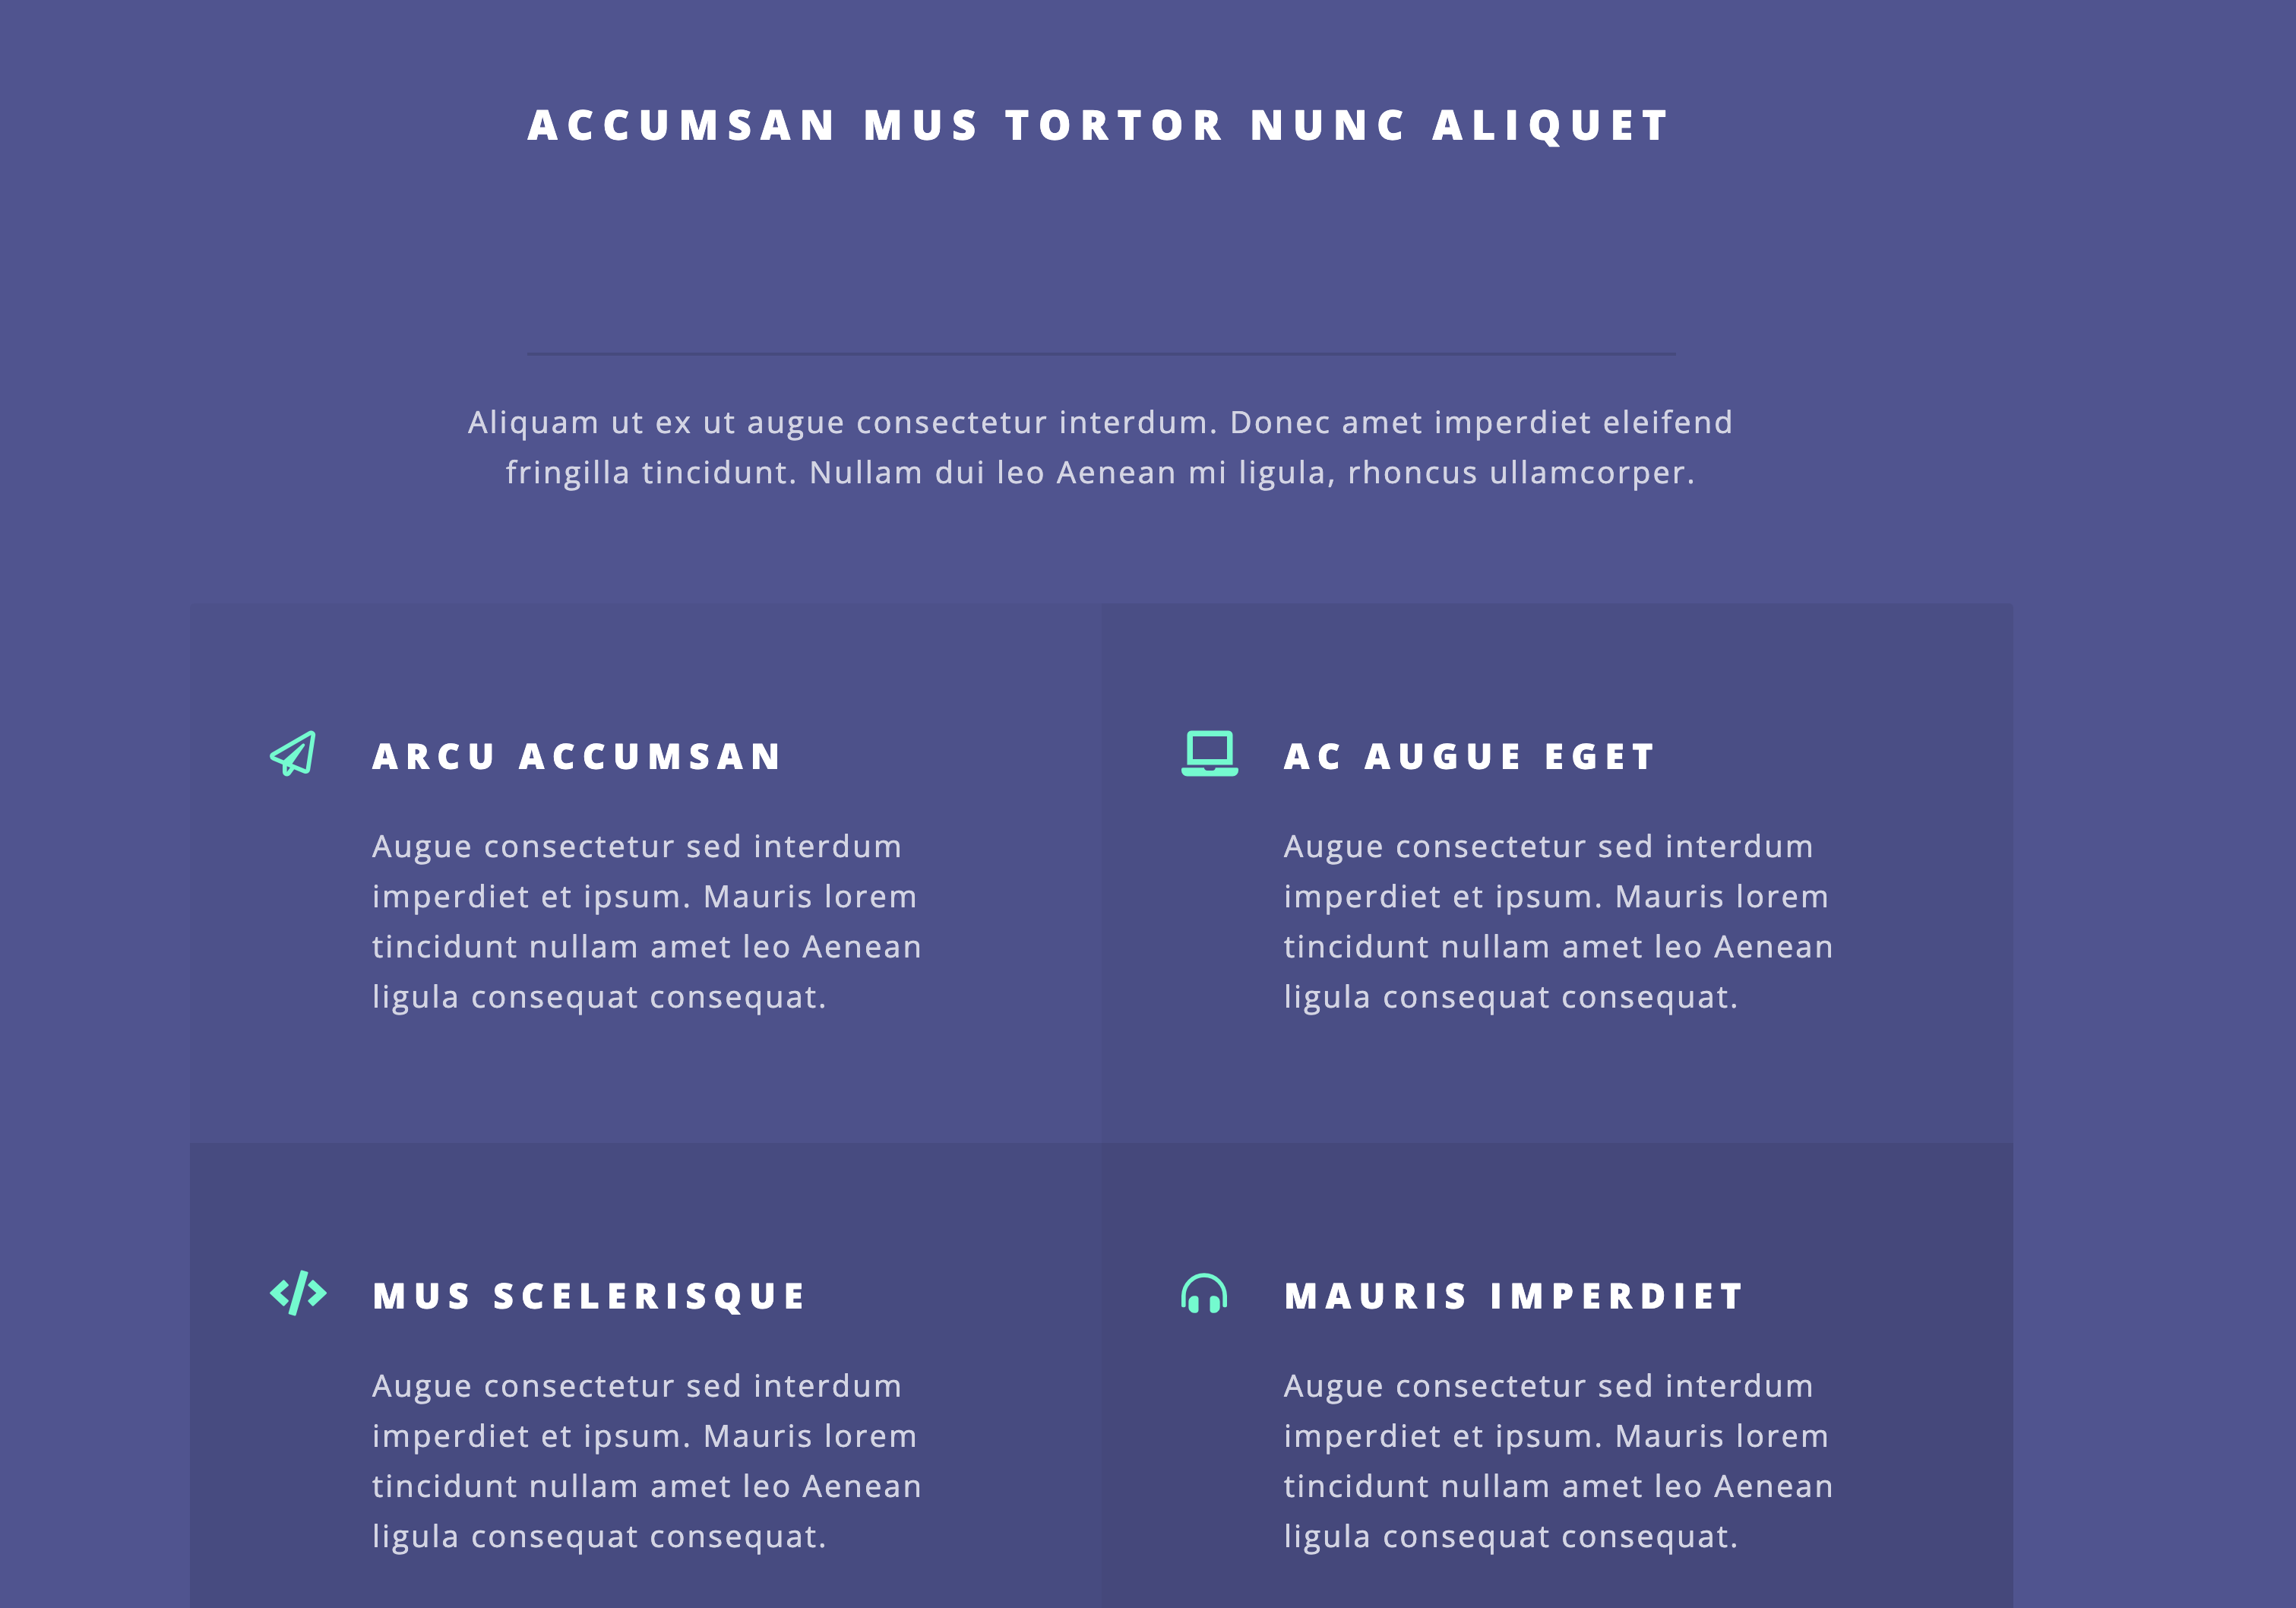 ACCUMSAN MUS TORTOR NUNC ALIQUET
Aliquam ut ex ut augue consectetur interdum. Donec amet imperdiet eleifend
fringilla tincidunt. Nullam dui leo Aenean mi ligula, rhoncus ullamcorper.
ARCU ACCUMSAN
Augue consectetur sed interdum
imperdiet et ipsum. Mauris lorem
tincidunt nullam amet leo Aenean
ligula consequat consequat.
AC AUGUE EGET
Augue consectetur sed interdum
imperdiet et ipsum. Mauris lorem
tincidunt nullam amet leo Aenean
ligula consequat consequat.
MUS SCELERISQUE
Augue consectetur sed interdum
imperdiet et ipsum. Mauris lorem
tincidunt nullam amet leo Aenean
ligula consequat consequat.
MAURIS IMPERDIET
Augue consectetur sed interdum
imperdiet et ipsum. Mauris lorem
tincidunt nullam amet leo Aenean
ligula consequat consequat.